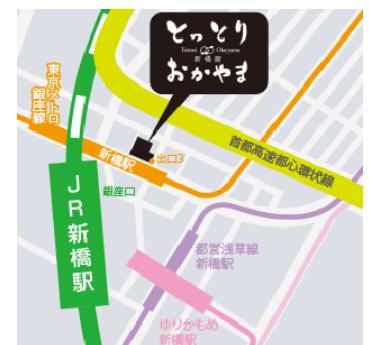 とっとり
Tottori Okayama
新橋館
おかやま
東京メトロ
銀座線
新橋駅
出口3
首都高速都心環状線
銀座口
JR新橋駅
都営浅草線
新橋駅
ゆりかもめ
新橋駅